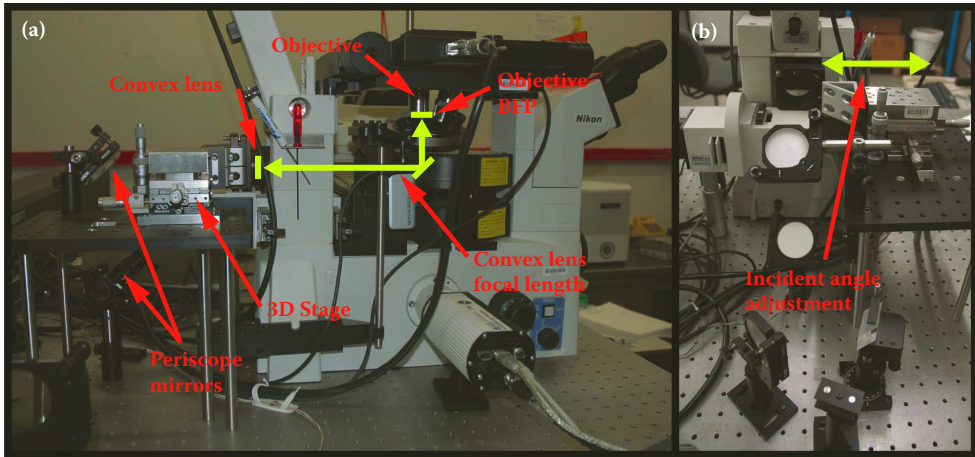 (a)
Objective
Convex lens
Objective
BFP
Nikon
Convex lens
focal length
3D Stage
Periscope
mirrors
(b)
Incident angle
adjustment